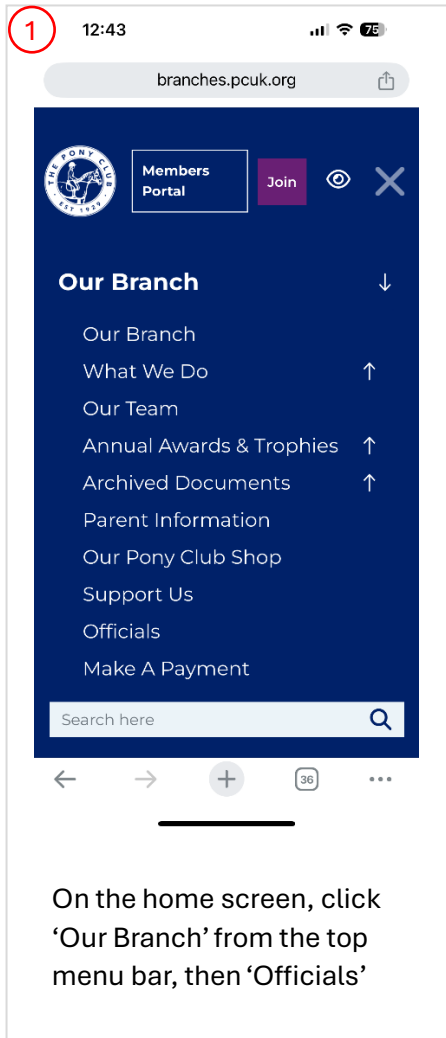 1
12:43
75
branches.pcuk.org
THE PONY CLUB
EST 1929
Members
Portal
Join
Our Branch ↓
Our Branch
What We Do ↑
Our Team
Annual Awards & Trophies ↑
Archived Documents ↑
Parent Information
Our Pony Club Shop
Support Us
Officials
Make A Payment
Search here
36
On the home screen, click
‘Our Branch’ from the top
menu bar, then ‘Officials’